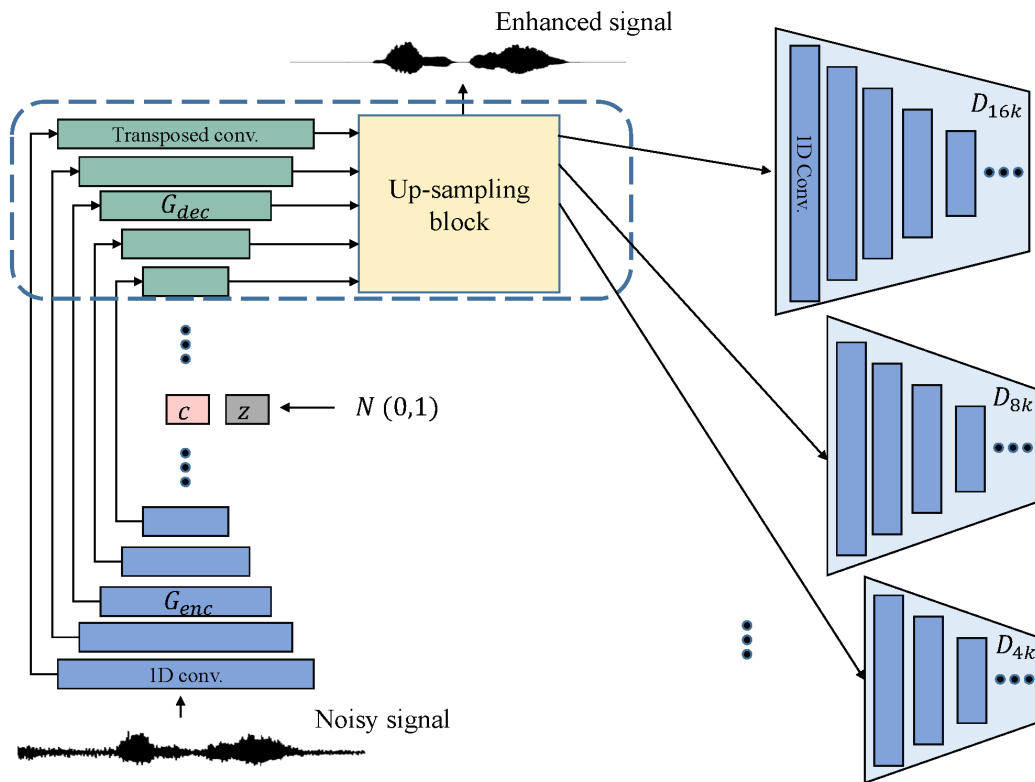 Enhanced signal
Transposed conv.
G_dec
Up-sampling
block
c
z
N (0,1)
G_enc
1D conv.
Noisy signal
1D Conv.
D_16k
D_8k
D_4k